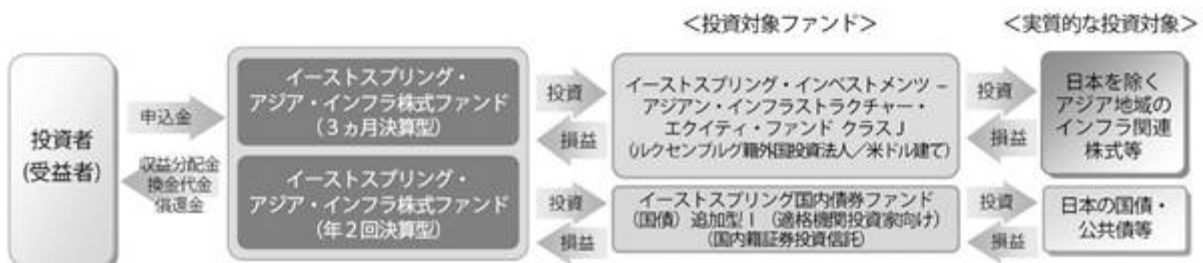 ＜投資対象ファンド＞
＜実質的な投資対象＞
投資者
(受益者)
申込金
収益分配金
換金代金
償還金
イーストスプリング・
アジア・インフラ株式ファンド
(３ヵ月決算型)
イーストスプリング・
アジア・インフラ株式ファンド
(年２回決算型)
投資
損益
投資
損益
イーストスプリング・インベストメンツ －
アジアン・インフラストラクチャー・
エクイティ・ファンド クラスＪ
(ルクセンブルグ籍外国投資法人／米ドル建て)
イーストスプリング国内債券ファンド
(国債) 追加型Ⅰ (適格機関投資家向け)
(国内籍証券投資信託)
投資
損益
投資
損益
日本を除く
アジア地域の
インフラ関連
株式等
日本の国債・
公共債等